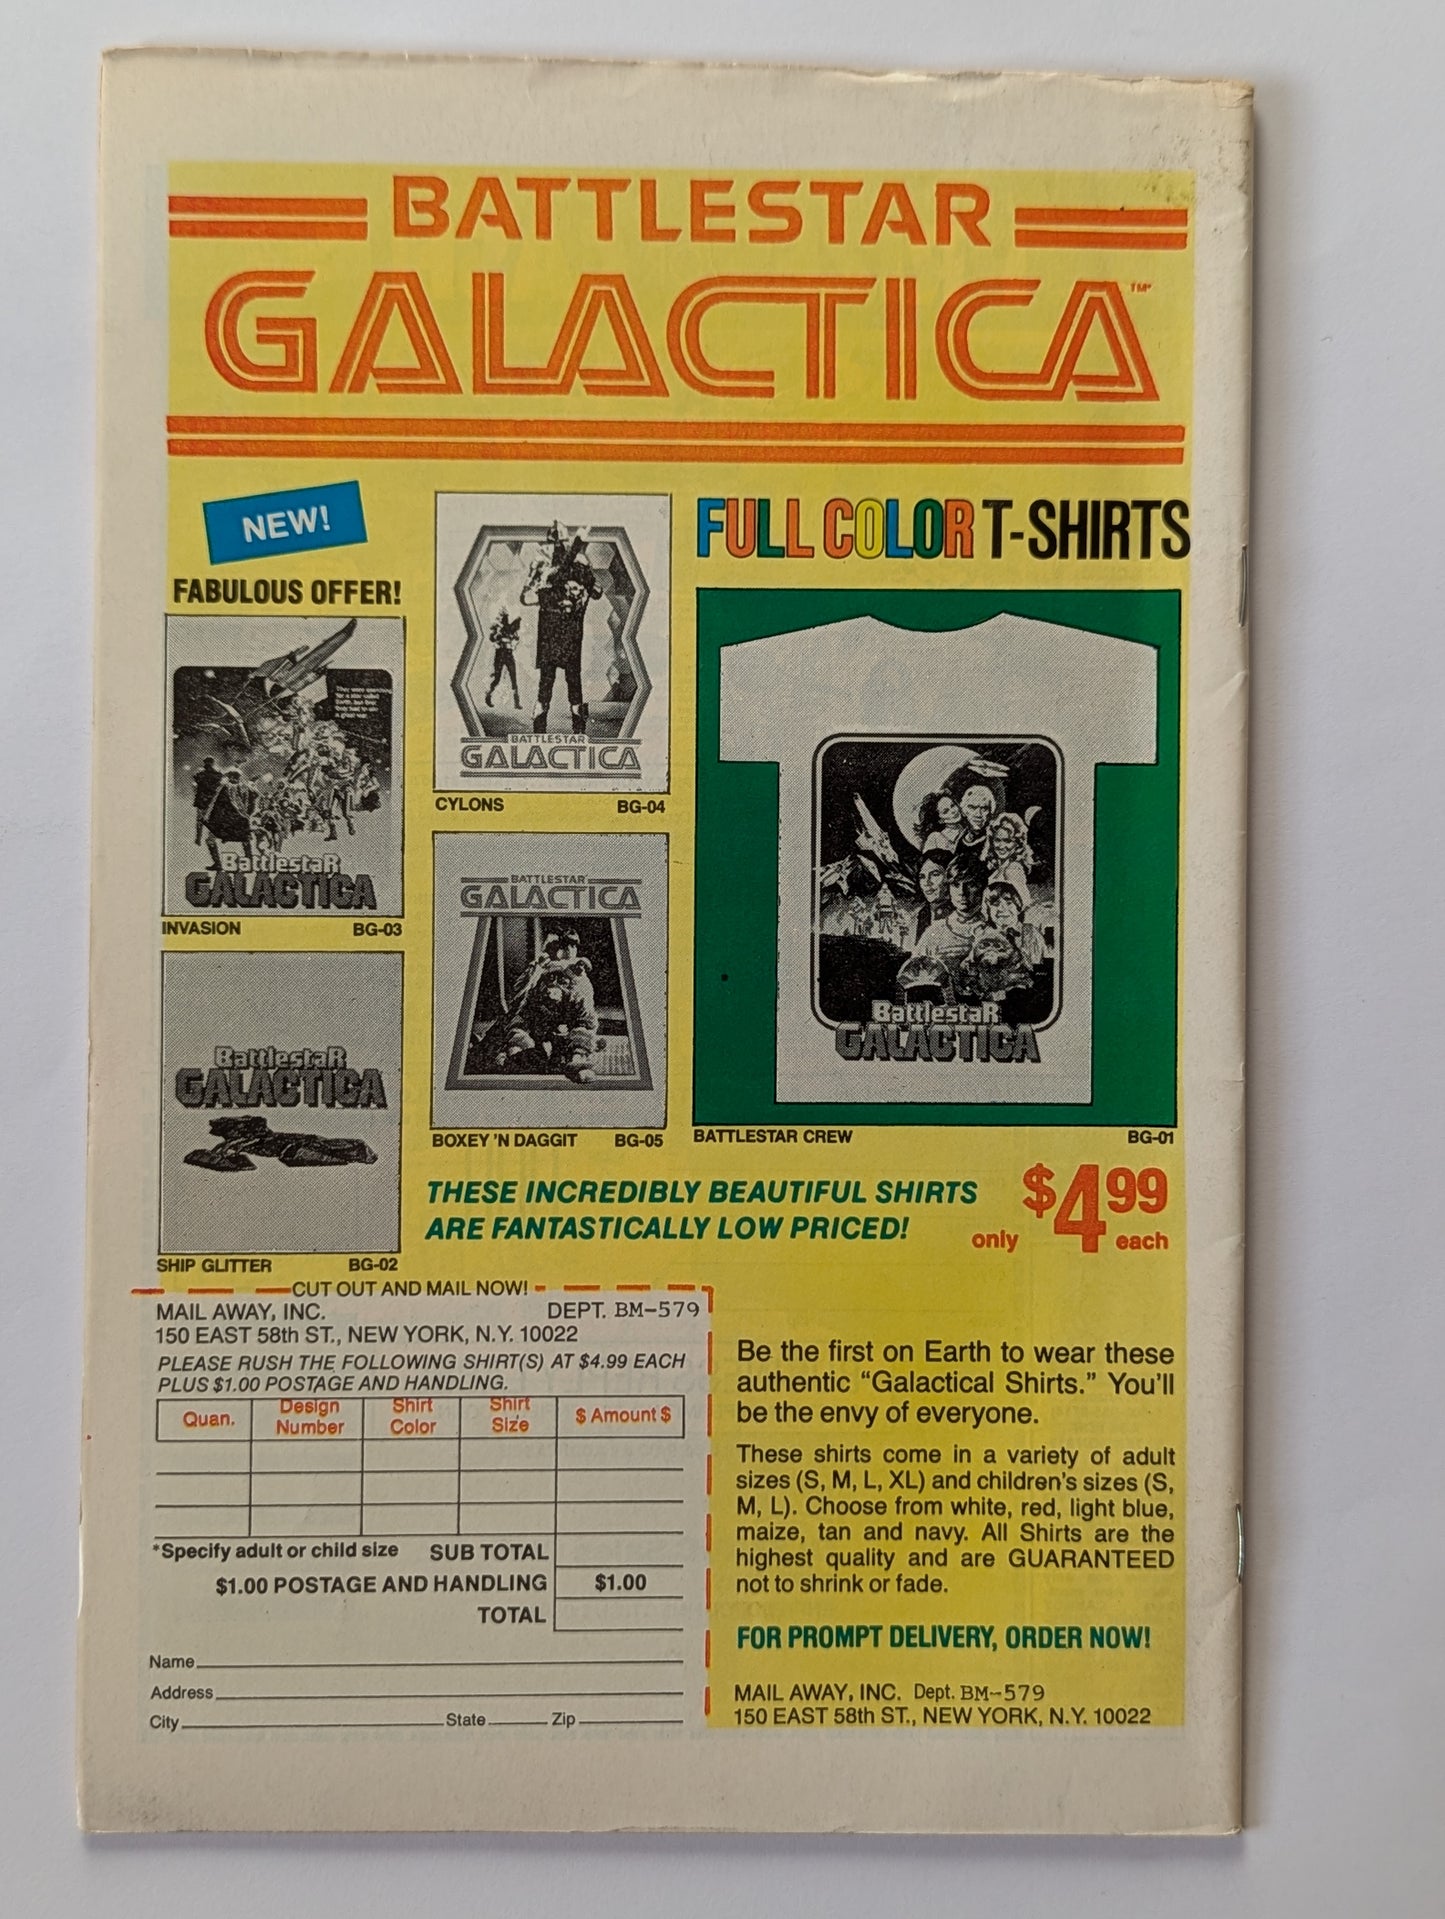 BATTLESTAR
GALACTICA™
NEW!
FABULOUS OFFER!
FULL COLOR T-SHIRTS
BattlestaR
GALACTICA
INVASION BG-03
BATTLESTAR
GALACTICA
CYLONS BG-04
BattlestaR
GALACTICA
SHIP GLITTER BG-02
BATTLESTAR
GALACTICA
BOXEY 'N DAGGIT BG-05
BattlestaR
GALACTICA
BATTLESTAR CREW BG-01
THESE INCREDIBLY BEAUTIFUL SHIRTS
ARE FANTASTICALLY LOW PRICED!
only $4.99 each
CUT OUT AND MAIL NOW!
MAIL AWAY, INC. DEPT. BM-579
150 EAST 58th ST., NEW YORK, N.Y. 10022
PLEASE RUSH THE FOLLOWING SHIRT(S) AT $4.99 EACH
PLUS $1.00 POSTAGE AND HANDLING.
Quan. Design Number Shirt Color Shirt Size $ Amount $
*Specify adult or child size SUB TOTAL
$1.00 POSTAGE AND HANDLING $1.00
TOTAL
Name
Address
City State Zip
Be the first on Earth to wear these
authentic “Galactical Shirts.” You'll
be the envy of everyone.
These shirts come in a variety of adult
sizes (S, M, L, XL) and children's sizes (S,
M, L). Choose from white, red, light blue,
maize, tan and navy. All Shirts are the
highest quality and are GUARANTEED
not to shrink or fade.
FOR PROMPT DELIVERY, ORDER NOW!
MAIL AWAY, INC. Dept. BM-579
150 EAST 58th ST., NEW YORK, N.Y. 10022